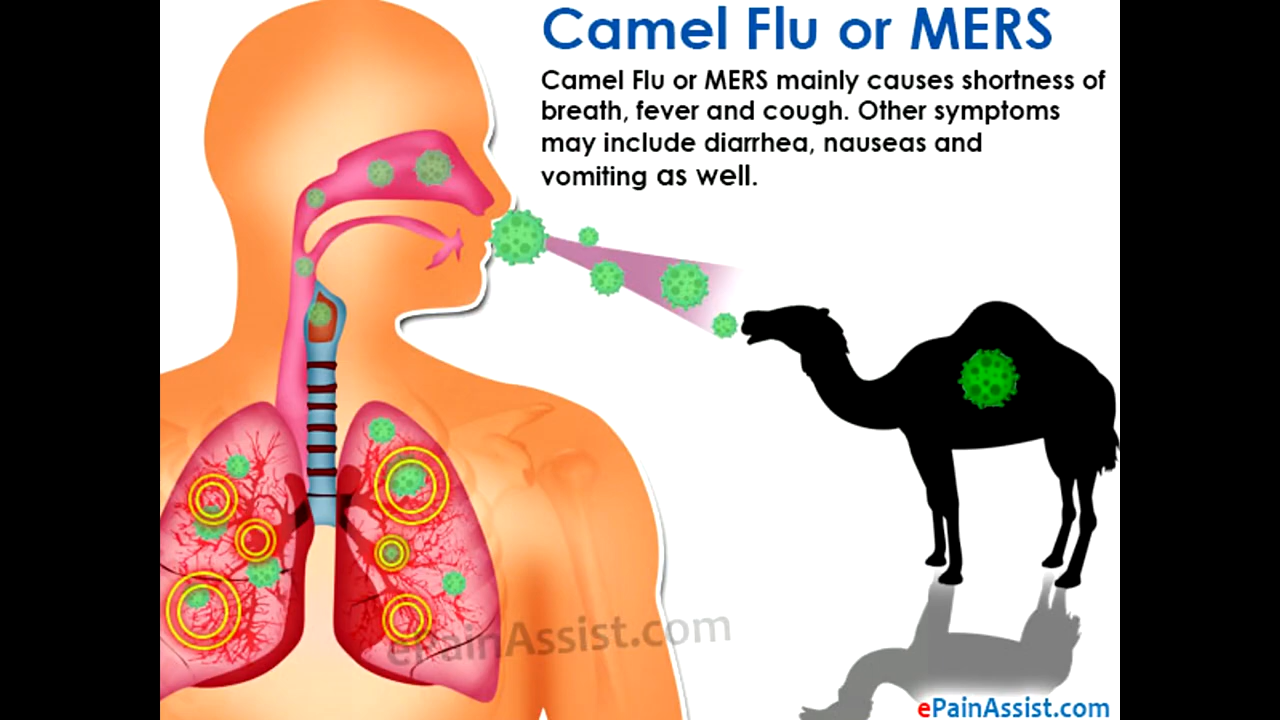 Camel Flu or MERS
Camel Flu or MERS mainly causes shortness of
breath, fever and cough. Other symptoms
may include diarrhea, nauseas and
vomiting as well.
ePainAssist.com
ePainAssist.com